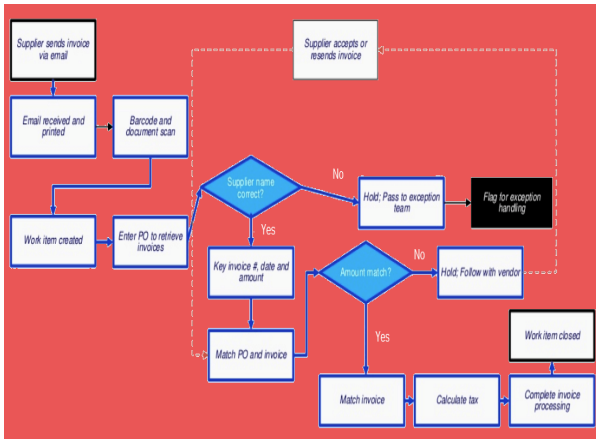 Supplier sends invoice
via email
Supplier accepts or
resends invoice
Email received and
printed
Barcode and
document scan
Supplier name
correct?
No
Hold; Pass to exception
team
Flag for exception
handling
Work item created
Enter PO to retrieve
invoices
Yes
Key invoice #, date and
amount
Amount match?
No
Hold; Follow with vendor
Match PO and invoice
Yes
Work item closed
Match invoice
Calculate tax
Complete invoice
processing